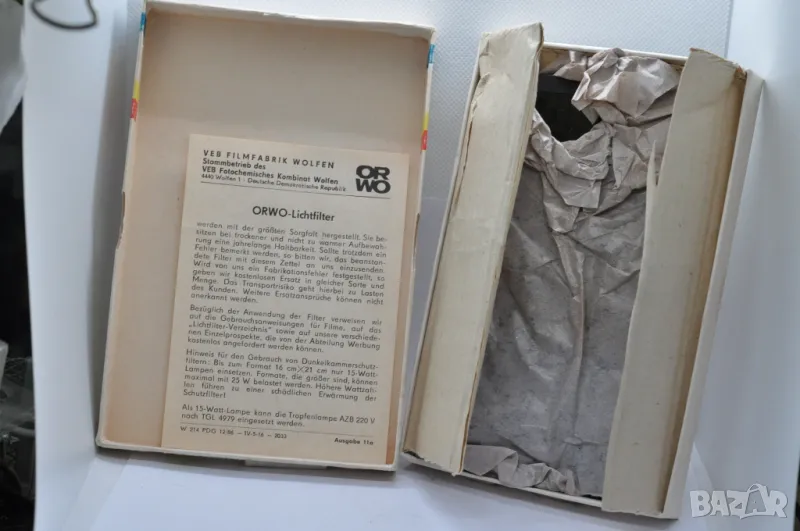 VEB FILMFABRIK WOLFEN
Stammbetrieb des
VEB Fotochemisches Kombinat Wolfen
4440 Wolfen 1 · Deutsche Demokratische Republik
OR
WO
ORWO-Lichtfilter
werden mit der größten Sorgfalt hergestellt. Sie be-
sitzen bei trockener und nicht zu warmer Aufbewah-
rung eine jahrelange Haltbarkeit. Sollte trotzdem ein
Fehler bemerkt werden, so bitten wir, das beanstan-
dete Filter mit diesem Zettel an uns einzusenden.
Wird von uns ein Fabrikationsfehler festgestellt, so
geben wir kostenlosen Ersatz in gleicher Sorte und
Menge. Das Transportrisiko geht hierbei zu Lasten
des Kunden. Weitere Ersatzansprüche können nicht
anerkannt werden.
Bezüglich der Anwendung der Filter verweisen wir
auf die Gebrauchsanweisungen für Filme, auf das
„Lichtfilter-Verzeichnis" sowie auf unsere verschiede-
nen Einzelprospekte, die von der Abteilung Werbung
kostenlos angefordert werden können.
Hinweis für den Gebrauch von Dunkelkammerschutz-
filtern: Bis zum Format 16 cm×21 cm nur 15-Watt-
Lampen einsetzen. Formate, die größer sind, können
maximal mit 25 W belastet werden. Höhere Wattzah-
len führen zu einer schädlichen Erwärmung der
Schutzfilter!
Als 15-Watt-Lampe kann die Tropfenlampe AZB 220 V
nach TGL 4979 eingesetzt werden.
Ausgabe 11a
BAZAR